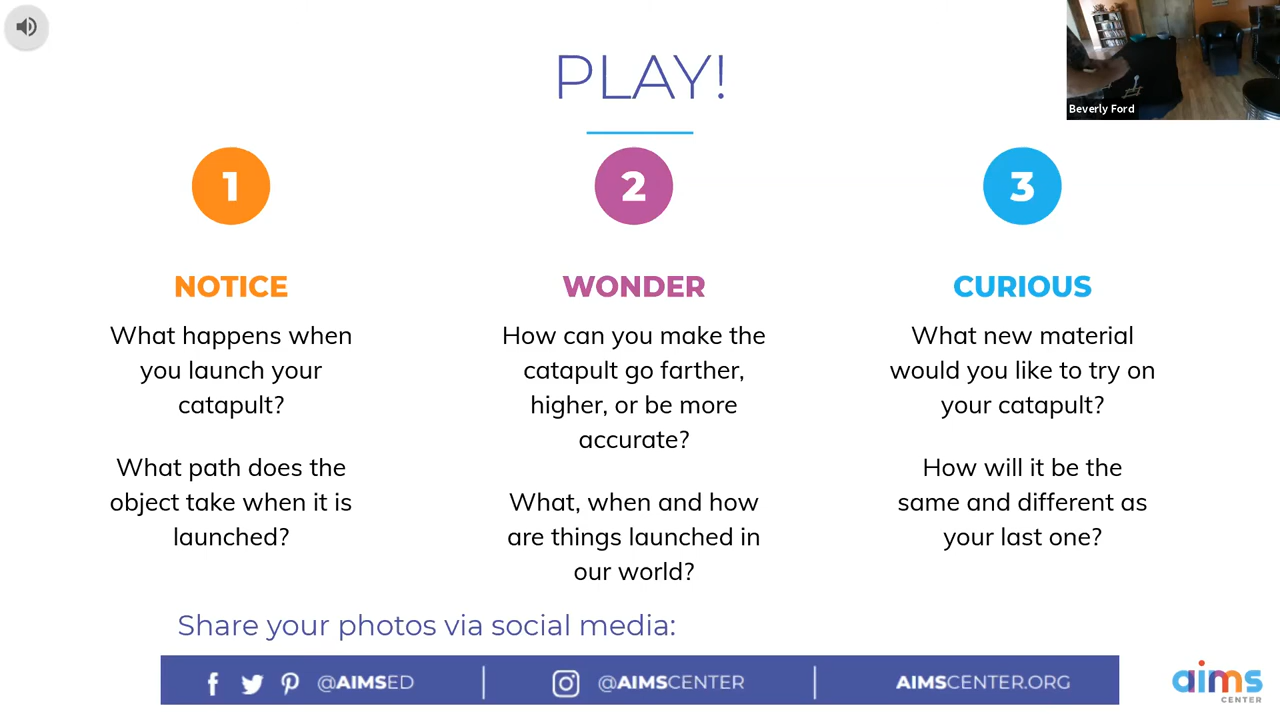 PLAY!
Beverly Ford
1
2
3
NOTICE
What happens when
you launch your
catapult?
What path does the
object take when it is
launched?
WONDER
How can you make the
catapult go farther,
higher, or be more
accurate?
What, when and how
are things launched in
our world?
CURIOUS
What new material
would you like to try on
your catapult?
How will it be the
same and different as
your last one?
Share your photos via social media:
@AIMSED
@AIMSCENTER
AIMSCENTER.ORG
aims
CENTER